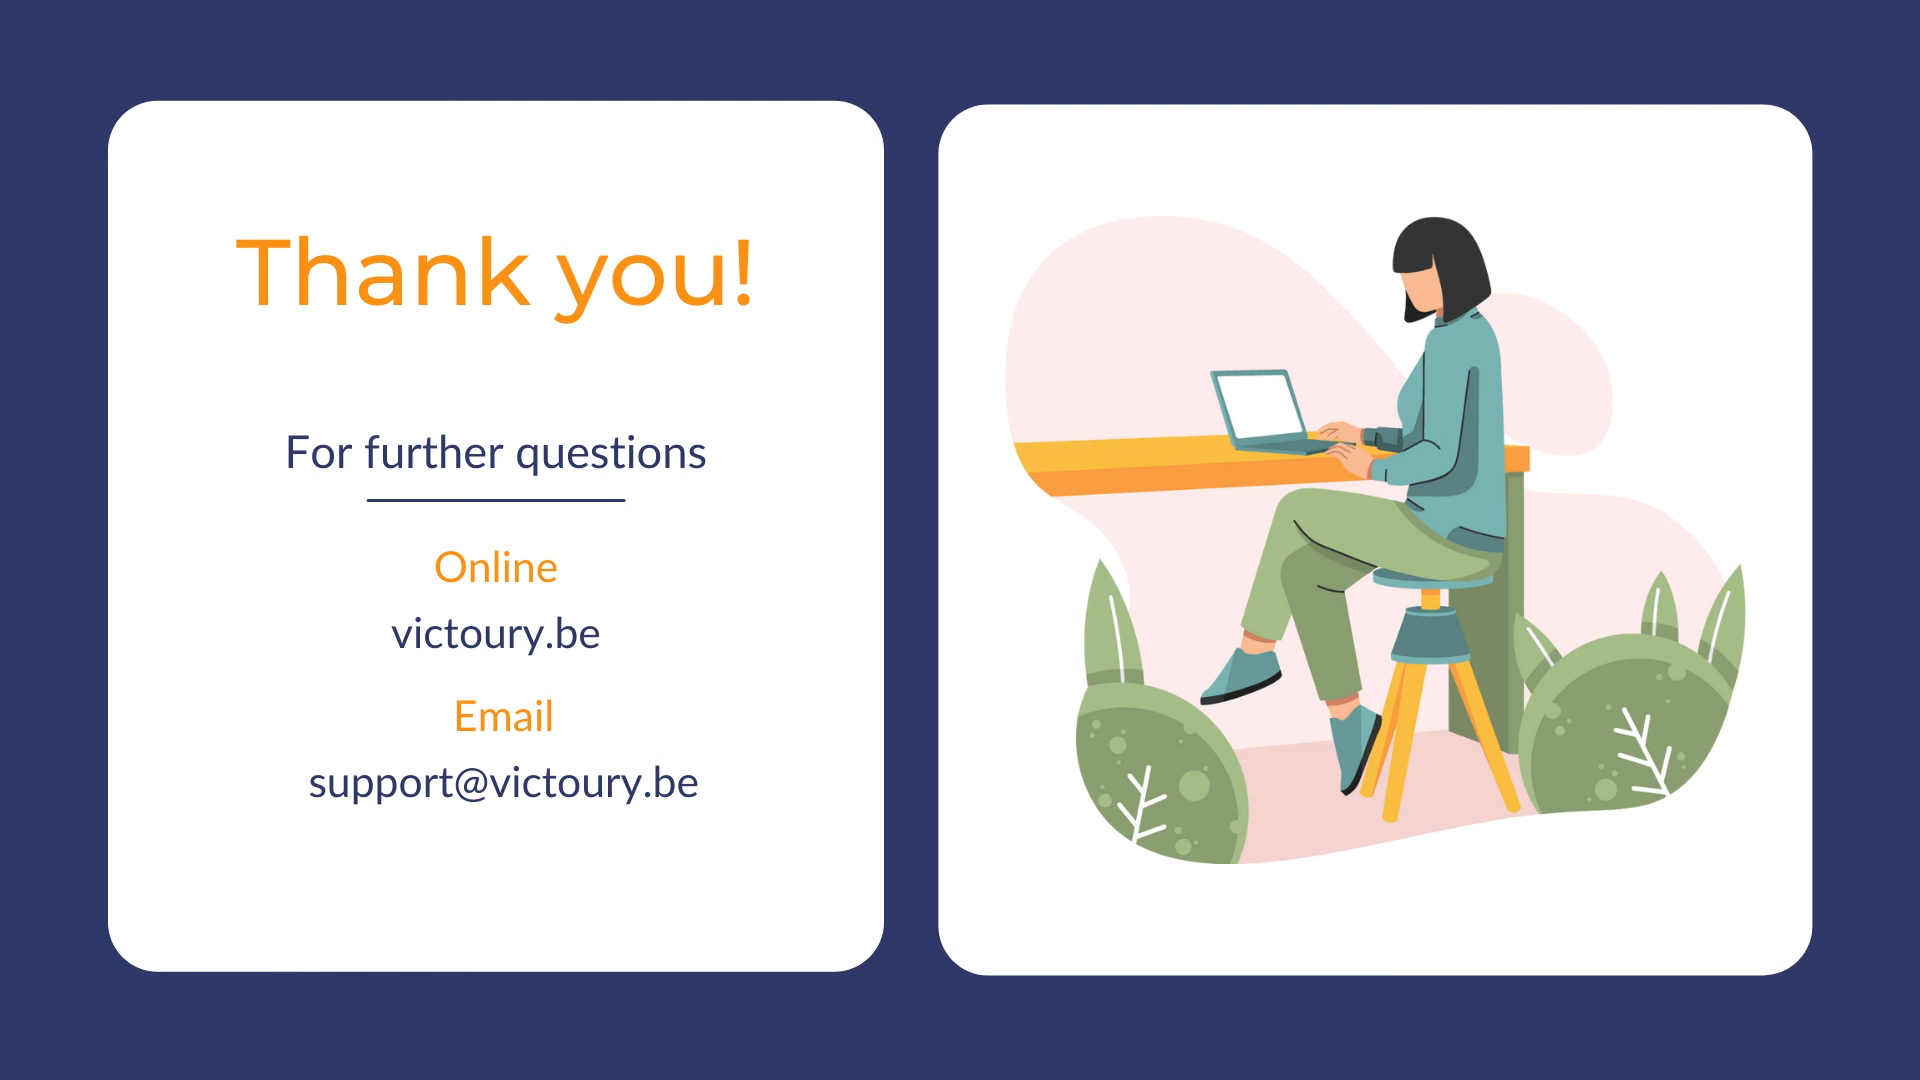 Thank you!
For further questions
Online
victoury.be
Email
support@victoury.be